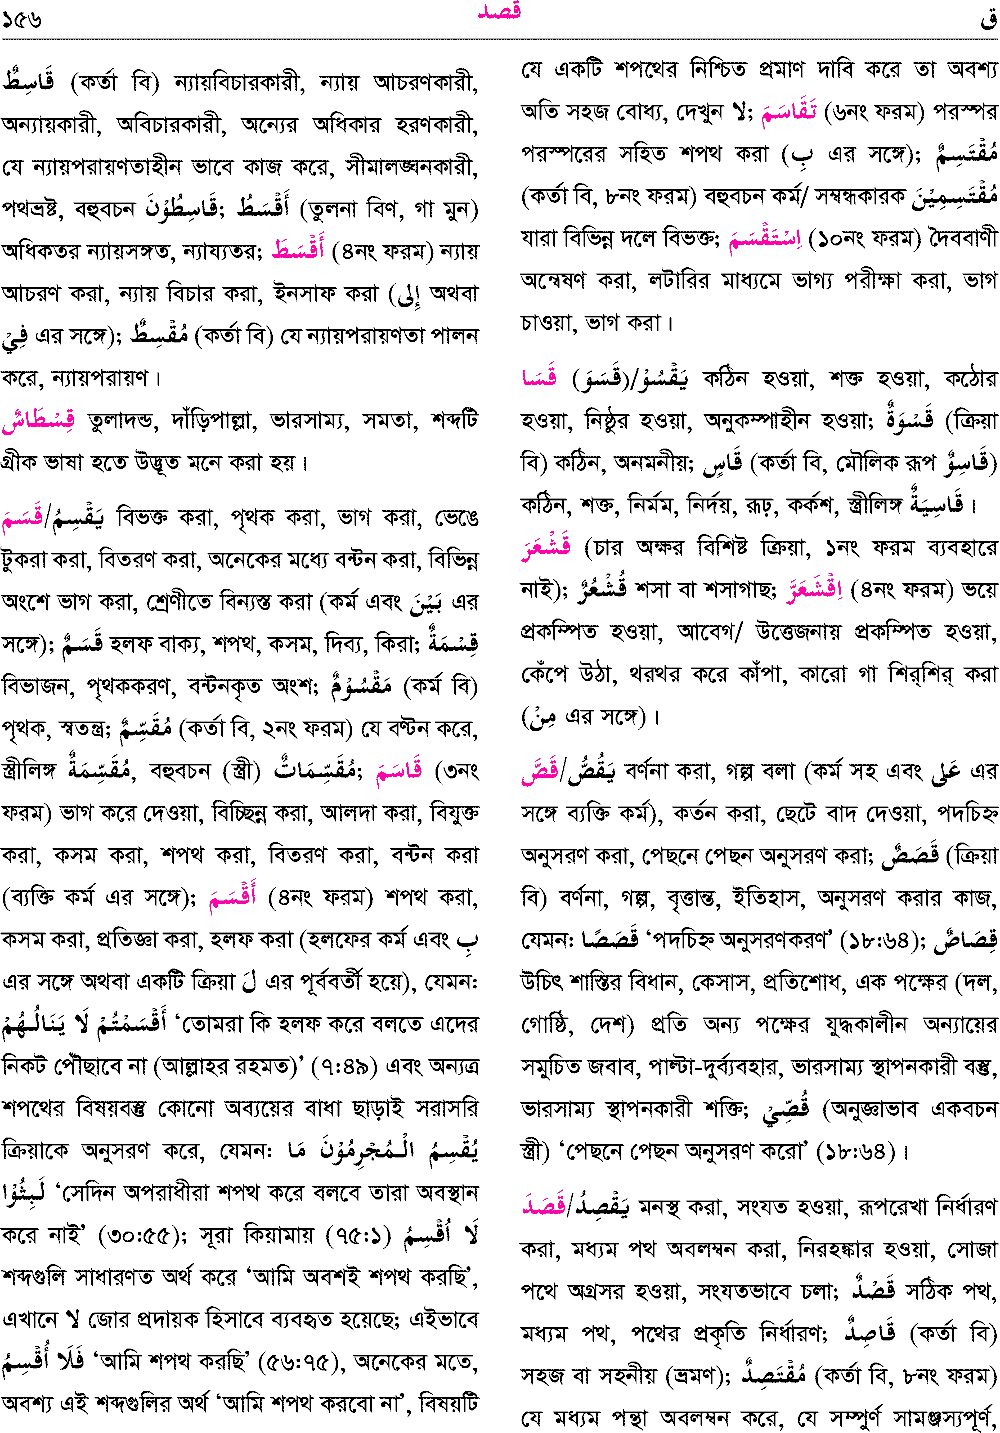 ১৫৬ قصد ق
قَاسِطٌ (কর্তা বি) ন্যায়বিচারকারী, ন্যায় আচরণকারী,
অন্যায়কারী, অবিচারকারী, অন্যের অধিকার হরণকারী,
যে ন্যায়পরায়ণতাহীন ভাবে কাজ করে, সীমালঙ্ঘনকারী,
পথভ্রষ্ট, বহুবচন قَاسِطُوْنَ; أَقْسَطُ (তুলনা বিণ, গা মুন)
অধিকতর ন্যায়সঙ্গত, ন্যায্যতর; أَقْسَطَ (৪নং ফরম) ন্যায়
আচরণ করা, ন্যায় বিচার করা, ইনসাফ করা (إِلى অথবা
فِيْ এর সঙ্গে); مُقْسِطٌ (কর্তা বি) যে ন্যায়পরায়ণতা পালন
করে, ন্যায়পরায়ণ।
قِسْطَاسٌ তুলাদন্ড, দাঁড়িপাল্লা, ভারসাম্য, সমতা, শব্দটি
গ্রীক ভাষা হতে উদ্ভূত মনে করা হয়।
قَسَمَ/يَقْسِمُ বিভক্ত করা, পৃথক করা, ভাগ করা, ভেঙে
টুকরা করা, বিতরণ করা, অনেকের মধ্যে বন্টন করা, বিভিন্ন
অংশে ভাগ করা, শ্রেণীতে বিন্যস্ত করা (কর্ম এবং بَيْنَ এর
সঙ্গে); قَسَمٌ হলফ বাক্য, শপথ, কসম, দিব্য, কিরা; قِسْمَةٌ
বিভাজন, পৃথককরণ, বন্টনকৃত অংশ; مَقْسُوْمٌ (কর্ম বি)
পৃথক, স্বতন্ত্র; مُقَسِّمٌ (কর্তা বি, ২নং ফরম) যে বণ্টন করে,
স্ত্রীলিঙ্গ مُقَسِّمَةٌ, বহুবচন (স্ত্রী) مُقَسِّمَاتٌ; قَاسَمَ (৩নং
ফরম) ভাগ করে দেওয়া, বিচ্ছিন্ন করা, আলদা করা, বিযুক্ত
করা, কসম করা, শপথ করা, বিতরণ করা, বন্টন করা
(ব্যক্তি কর্ম এর সঙ্গে); أَقْسَمَ (৪নং ফরম) শপথ করা,
কসম করা, প্রতিজ্ঞা করা, হলফ করা (হলফের কর্ম এবং بِ
এর সঙ্গে অথবা একটি ক্রিয়া لَ এর পূর্ববর্তী হয়ে), যেমন:
أَقْسَمْتُمْ لَا يَنَالُهُمْ ‘তোমরা কি হলফ করে বলতে এদের
নিকট পৌঁছাবে না (আল্লাহর রহমত)’ (৭:৪৯) এবং অন্যত্র
শপথের বিষয়বস্তু কোনো অব্যয়ের বাধা ছাড়াই সরাসরি
ক্রিয়াকে অনুসরণ করে, যেমন: يُقْسِمُ الْمُجْرِمُوْنَ مَا
لَبِثُوْا ‘সেদিন অপরাধীরা শপথ করে বলবে তারা অবস্থান
করে নাই’ (৩০:৫৫); সূরা কিয়ামায় (৭৫:১) لَا أُقْسِمُ
শব্দগুলি সাধারণত অর্থ করে ‘আমি অবশই শপথ করছি’,
এখানে لا জোর প্রদায়ক হিসাবে ব্যবহৃত হয়েছে; এইভাবে
فَلَا أُقْسِمُ ‘আমি শপথ করছি’ (৫৬:৭৫), অনেকের মতে,
অবশ্য এই শব্দগুলির অর্থ ‘আমি শপথ করবো না’, বিষয়টি
যে একটি শপথের নিশ্চিত প্রমাণ দাবি করে তা অবশ্য
অতি সহজ বোধ্য, দেখুন لا; تَقَاسَمَ (৬নং ফরম) পরস্পর
পরস্পরের সহিত শপথ করা (بِ এর সঙ্গে); مُقْتَسِمٌ
(কর্তা বি, ৮নং ফরম) বহুবচন কর্ম/ সম্বন্ধকারক مُقْتَسِمِيْنَ
যারা বিভিন্ন দলে বিভক্ত; اِسْتَقْسَمَ (১০নং ফরম) দৈববাণী
অন্বেষণ করা, লটারির মাধ্যমে ভাগ্য পরীক্ষা করা, ভাগ
চাওয়া, ভাগ করা।
قَسَا (قَسَوَ)/يَقْسُوْ কঠিন হওয়া, শক্ত হওয়া, কঠোর
হওয়া, নিষ্ঠুর হওয়া, অনুকম্পাহীন হওয়া; قَسْوَةٌ (ক্রিয়া
বি) কঠিন, অনমনীয়; قَاسٍ (কর্তা বি, মৌলিক রূপ قَاسِوٌ)
কঠিন, শক্ত, নির্মম, নির্দয়, রূঢ়, কর্কশ, স্ত্রীলিঙ্গ قَاسِيَةٌ।
قَشْعَرَ (চার অক্ষর বিশিষ্ট ক্রিয়া, ১নং ফরম ব্যবহারে
নাই); قُشْعُرٌ শসা বা শসাগাছ; اِقْشَعَرَّ (৪নং ফরম) ভয়ে
প্রকম্পিত হওয়া, আবেগ/ উত্তেজনায় প্রকম্পিত হওয়া,
কেঁপে উঠা, থরথর করে কাঁপা, কারো গা শির্‌শির্ করা
(مِنْ এর সঙ্গে)।
قَصَّ/يَقُصُّ বর্ণনা করা, গল্প বলা (কর্ম সহ এবং عَلى এর
সঙ্গে ব্যক্তি কর্ম), কর্তন করা, ছেটে বাদ দেওয়া, পদচিহ্ন
অনুসরণ করা, পেছনে পেছন অনুসরণ করা; قَصَصٌ (ক্রিয়া
বি) বর্ণনা, গল্প, বৃত্তান্ত, ইতিহাস, অনুসরণ করার কাজ,
যেমন: قَصَصًا ‘পদচিহ্ন অনুসরণকরণ’ (১৮:৬৪); قِصَاصٌ
উচিৎ শাস্তির বিধান, কেসাস, প্রতিশোধ, এক পক্ষের (দল,
গোষ্ঠি, দেশ) প্রতি অন্য পক্ষের যুদ্ধকালীন অন্যায়ের
সমুচিত জবাব, পাল্টা-দুর্ব্যবহার, ভারসাম্য স্থাপনকারী বস্তু,
ভারসাম্য স্থাপনকারী শক্তি; قُصِّيْ (অনুজ্ঞাভাব একবচন
স্ত্রী) ‘পেছনে পেছন অনুসরণ করো’ (১৮:৬৪)।
قَصَدَ/يَقْصِدُ মনস্থ করা, সংযত হওয়া, রূপরেখা নির্ধারণ
করা, মধ্যম পথ অবলম্বন করা, নিরহঙ্কার হওয়া, সোজা
পথে অগ্রসর হওয়া, সংযতভাবে চলা; قَصْدٌ সঠিক পথ,
মধ্যম পথ, পথের প্রকৃতি নির্ধারণ; قَاصِدٌ (কর্তা বি)
সহজ বা সহনীয় (ভ্রমণ); مُقْتَصِدٌ (কর্তা বি, ৮নং ফরম)
যে মধ্যম পন্থা অবলম্বন করে, যে সম্পুর্ণ সামঞ্জস্যপূর্ণ,